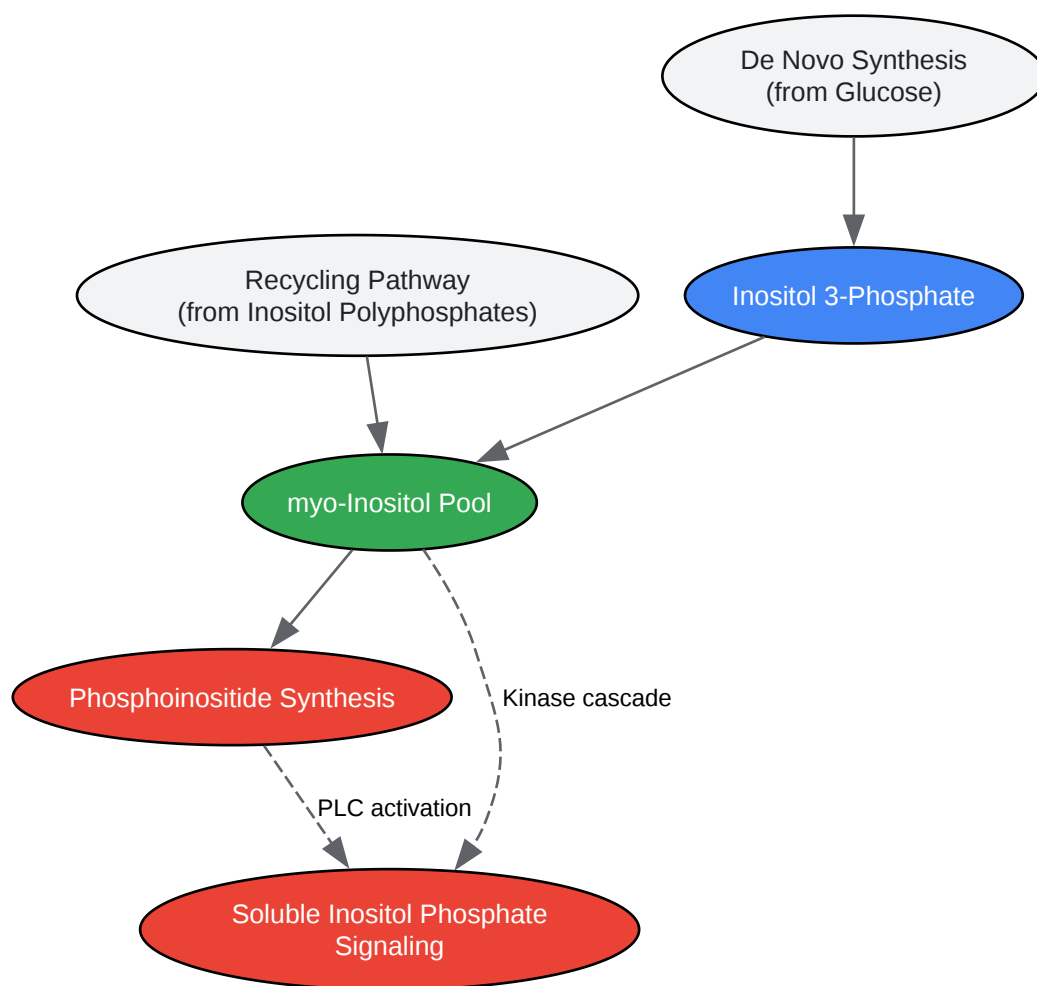 De Novo Synthesis
(from Glucose)
Recycling Pathway
(from Inositol Polyphosphates)
Inositol 3-Phosphate
myo-Inositol Pool
Phosphoinositide Synthesis
Kinase cascade
PLC activation
Soluble Inositol Phosphate
Signaling